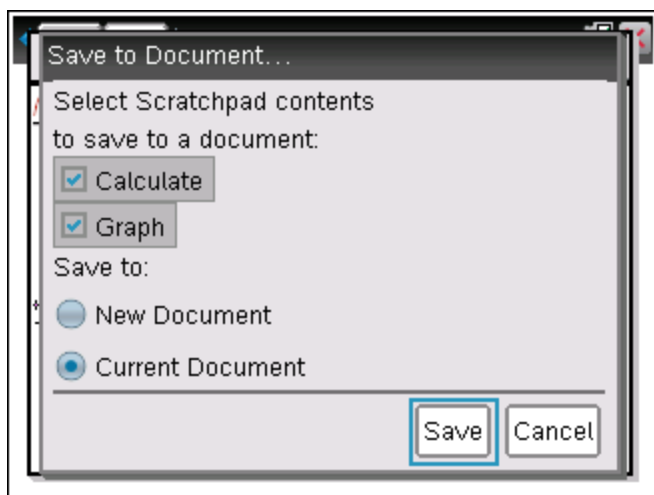 Save to Document...
Select Scratchpad contents
to save to a document:
Calculate
Graph
Save to:
New Document
Current Document
Save Cancel